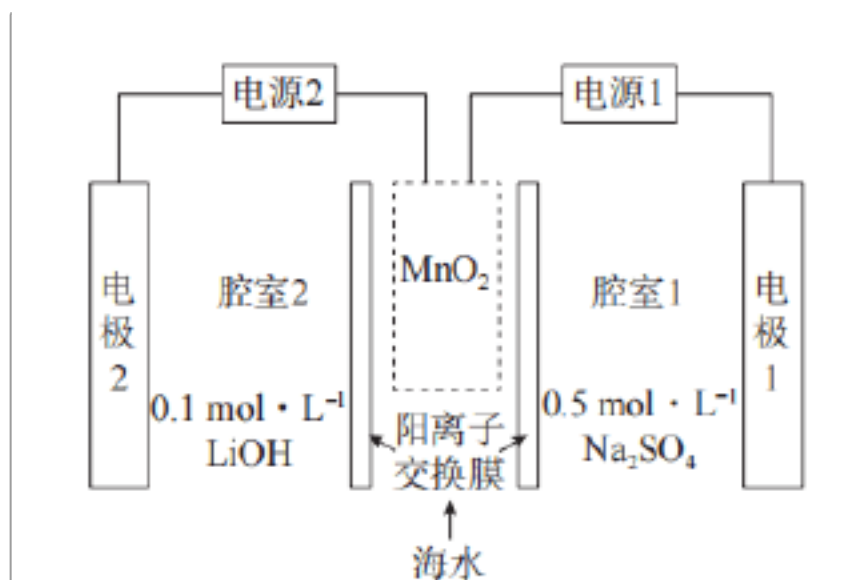 电源2
电源1
MnO₂
电极2
腔室2
腔室1
电极1
0.1 mol·L⁻¹
LiOH
阳离子
交换膜
0.5 mol·L⁻¹
Na₂SO₄
海水